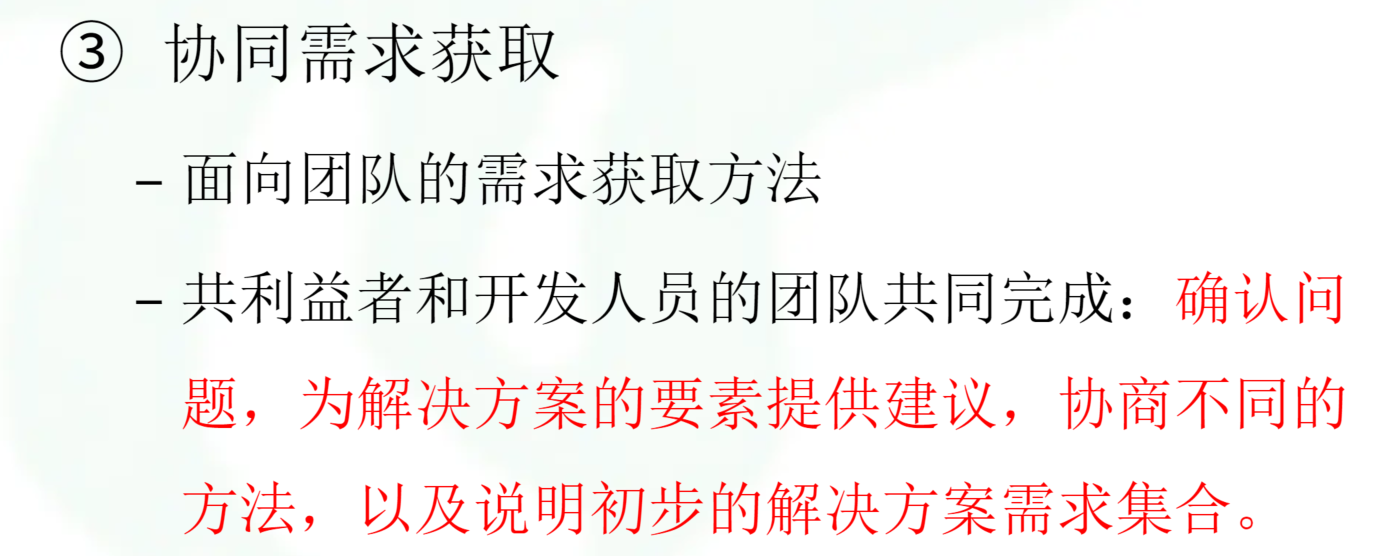 ③ 协同需求获取
– 面向团队的需求获取方法
– 共利益者和开发人员的团队共同完成：确认问
题，为解决方案的要素提供建议，协商不同的
方法，以及说明初步的解决方案需求集合。